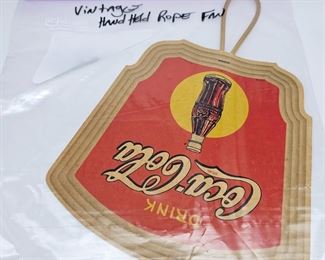 Vintage
Hand Held Rope Fan
DRINK
Coca-Cola